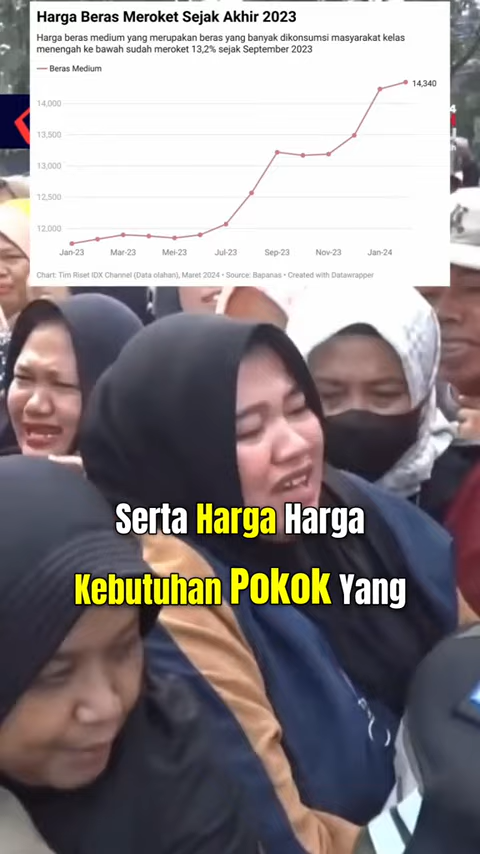 Harga Beras Meroket Sejak Akhir 2023
Harga beras medium yang merupakan beras yang banyak dikonsumsi masyarakat kelas
menengah ke bawah sudah meroket 13,2% sejak September 2023
Beras Medium
14,340
14,000
13,500
13,000
12,500
12,000
Jan-23 Mar-23 Mei-23 Jul-23 Sep-23 Nov-23 Jan-24
Chart: Tim Riset IDX Channel (Data olahan), Maret 2024 • Source: Bapanas • Created with Datawrapper
Serta Harga Harga
Kebutuhan Pokok Yang